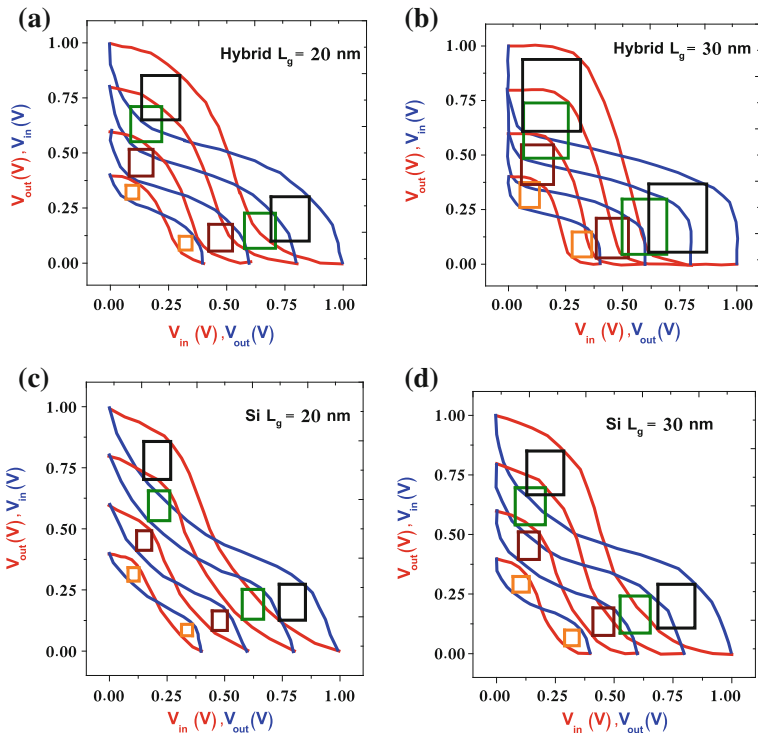 (a)
Hybrid Lg = 20 nm
1.00
0.75
0.50
0.25
0.00
Vout(V), Vin(V)
0.00 0.25 0.50 0.75 1.00
Vin (V) ,Vout(V)
(b)
Hybrid Lg = 30 nm
1.00
0.75
0.50
0.25
0.00
Vout(V), Vin(V)
0.00 0.25 0.50 0.75 1.00
Vin (V) ,Vout(V)
(c)
Si Lg = 20 nm
1.00
0.75
0.50
0.25
0.00
Vout(V), Vin(V)
0.00 0.25 0.50 0.75 1.00
Vin (V) ,Vout(V)
(d)
Si Lg = 30 nm
1.00
0.75
0.50
0.25
0.00
Vout(V), Vin(V)
0.00 0.25 0.50 0.75 1.00
Vin (V) ,Vout(V)